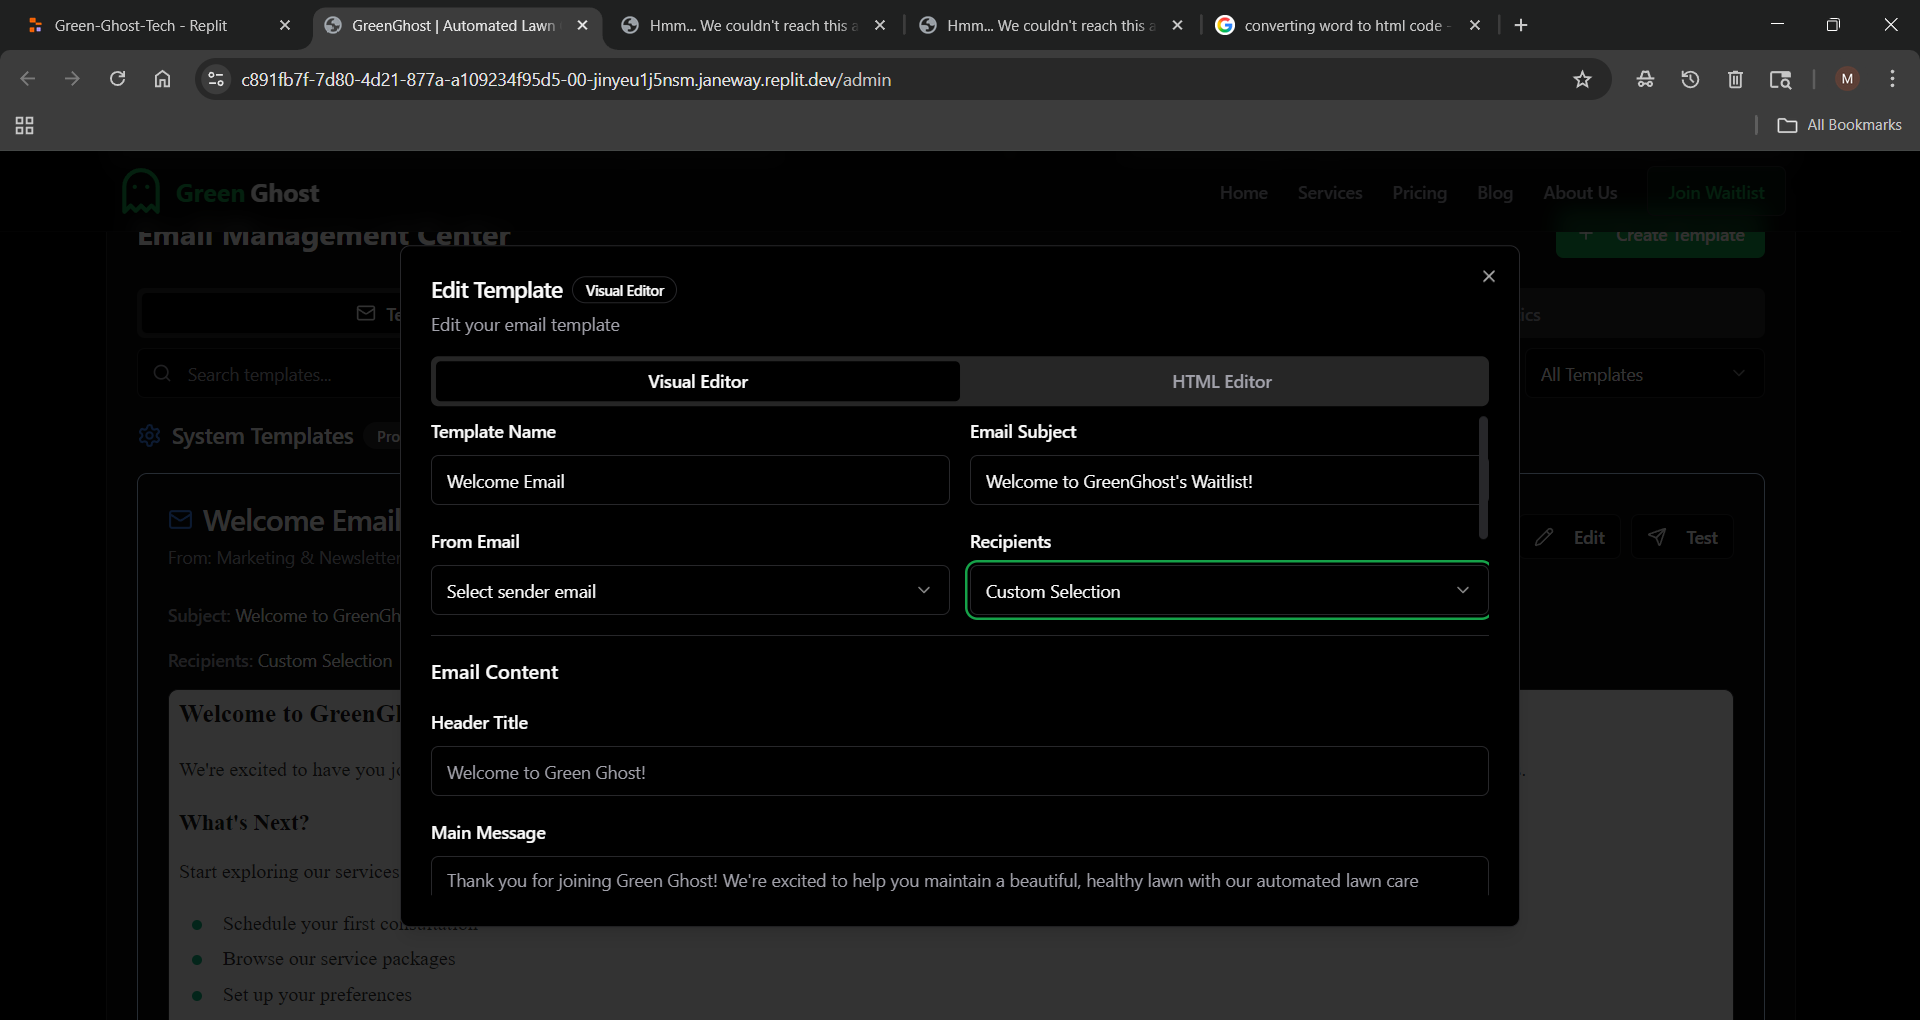 Green-Ghost-Tech - Replit
GreenGhost | Automated Lawn
Hmm... We couldn't reach this a
Hmm... We couldn't reach this a
converting word to html code -
c891fb7f-7d80-4d21-877a-a109234f95d5-00-jinyeu1j5nsm.janeway.replit.dev/admin
M
All Bookmarks
Green Ghost
Home
Services
Pricing
Blog
About Us
Join Waitlist
Email Management Center
+ Create Template
Edit Template
Visual Editor
Edit your email template
Te
ics
Visual Editor
HTML Editor
Search templates...
All Templates
System Templates
Pro
Template Name
Email Subject
Welcome Email
Welcome to GreenGhost's Waitlist!
Welcome Email
From: Marketing & Newsletter
Edit
Test
From Email
Recipients
Select sender email
Custom Selection
Subject: Welcome to GreenGh
Recipients: Custom Selection
Email Content
Welcome to GreenGh
Header Title
Welcome to Green Ghost!
We're excited to have you jo
What's Next?
Main Message
Thank you for joining Green Ghost! We're excited to help you maintain a beautiful, healthy lawn with our automated lawn care
Start exploring our services
Schedule your first consultation
Browse our service packages
Set up your preferences